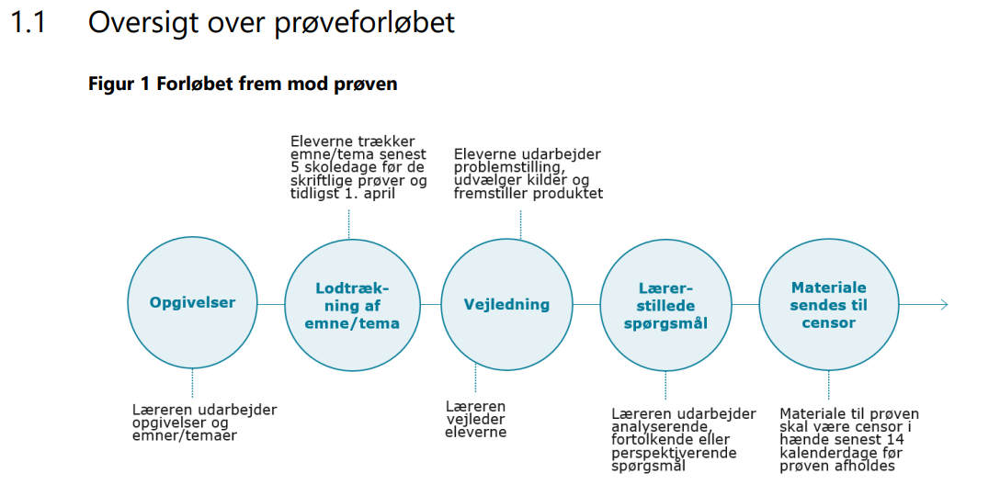 1.1 Oversigt over prøveforløbet
Figur 1 Forløbet frem mod prøven
Eleverne trækker
emne/tema senest
5 skoledage før de
skriftlige prøver og
tidligst 1. april
Eleverne udarbejder
problemstilling,
udvælger kilder og
fremstiller produktet
Opgivelser
Lodtræk-
ning af
emne/tema
Vejledning
Lærer-
stillede
spørgsmål
Materiale
sendes til
censor
Læreren udarbejder
opgivelser og
emner/temaer
Læreren
vejleder
eleverne
Læreren udarbejder
analyserende,
fortolkende eller
perspektiverende
spørgsmål
Materiale til prøven
skal være censor i
hænde senest 14
kalenderdage før
prøven afholdes